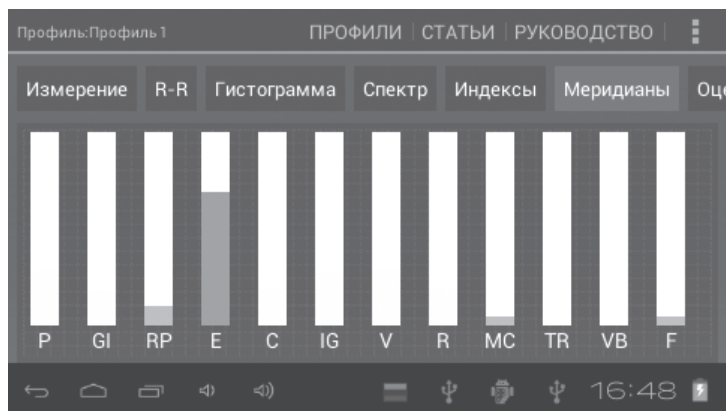 Профиль:Профиль 1 ПРОФИЛИ СТАТЬИ РУКОВОДСТВО
Измерение R-R Гистограмма Спектр Индексы Меридианы Оце
P GI RP E C IG V R MC TR VB F
16:48